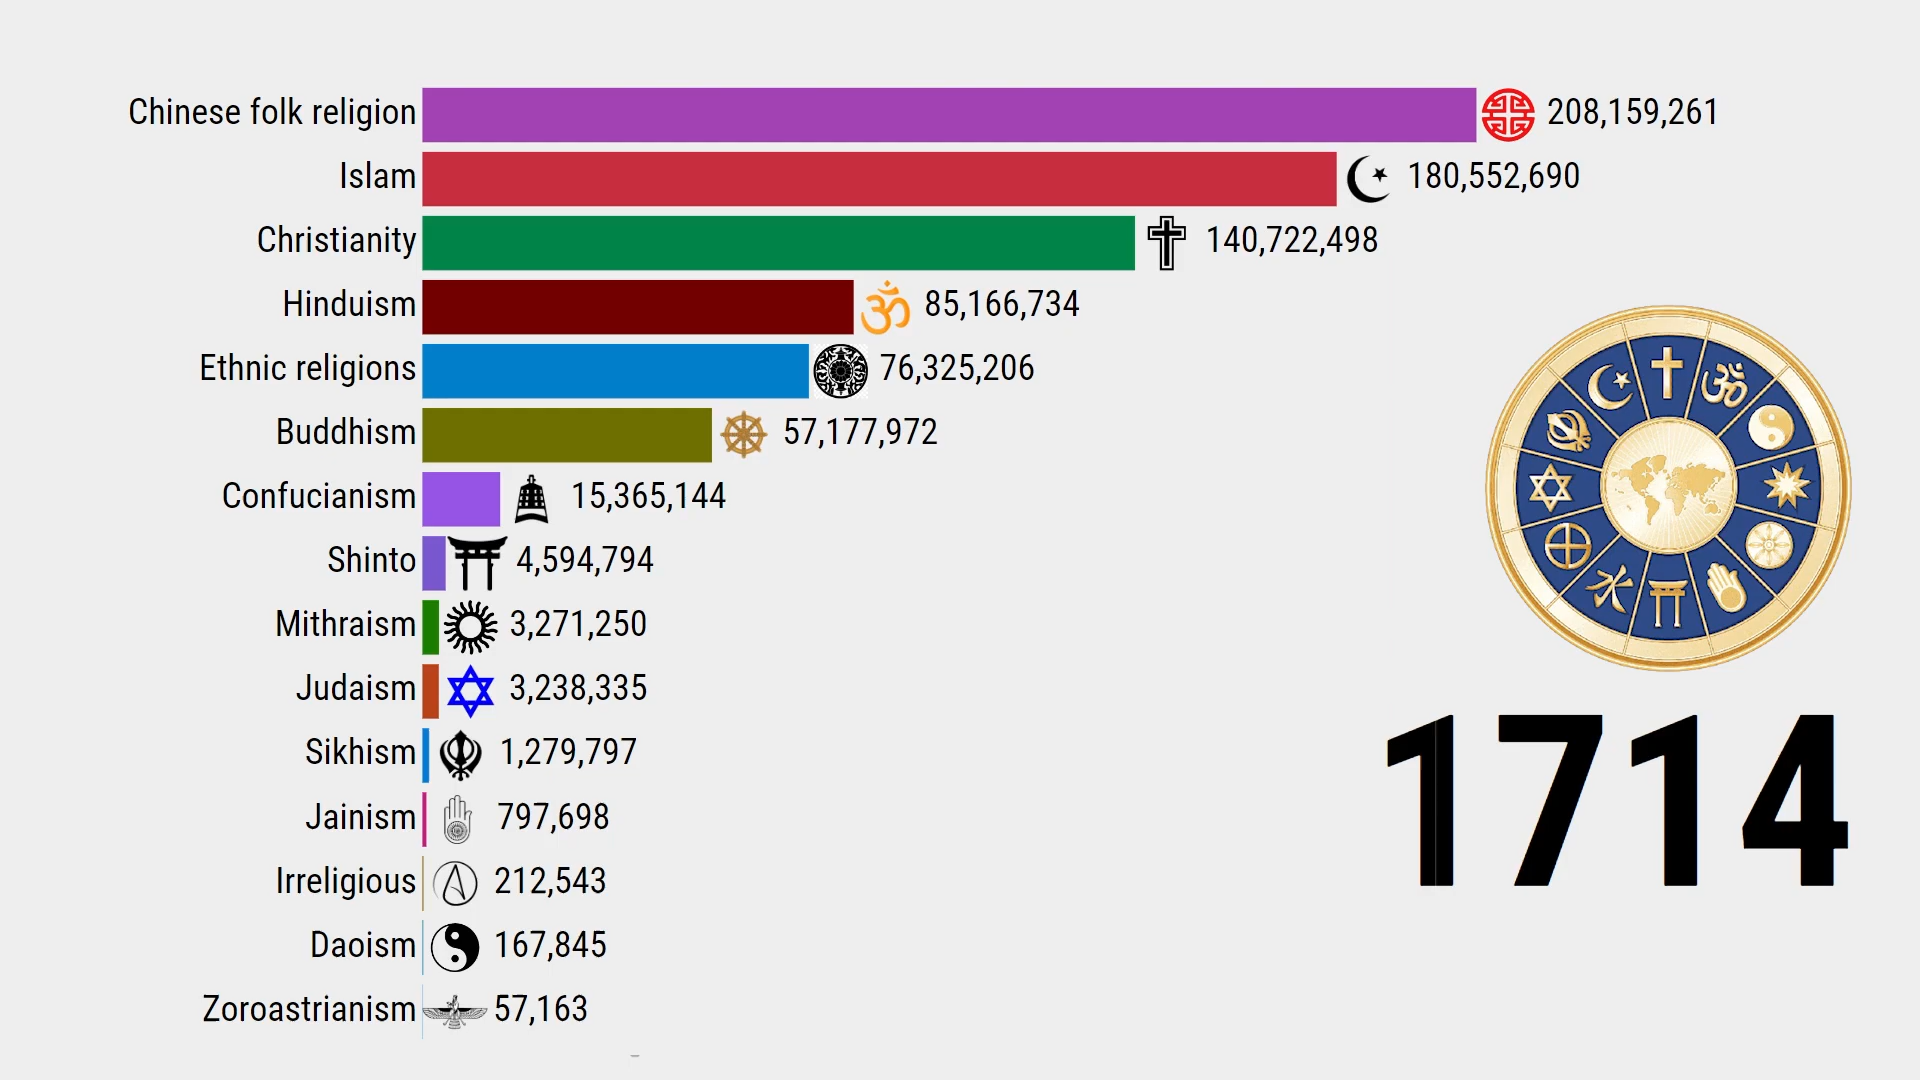 Chinese folk religion 208,159,261
Islam 180,552,690
Christianity 140,722,498
Hinduism 85,166,734
Ethnic religions 76,325,206
Buddhism 57,177,972
Confucianism 15,365,144
Shinto 4,594,794
Mithraism 3,271,250
Judaism 3,238,335
Sikhism 1,279,797
Jainism 797,698
Irreligious 212,543
Daoism 167,845
Zoroastrianism 57,163
1714